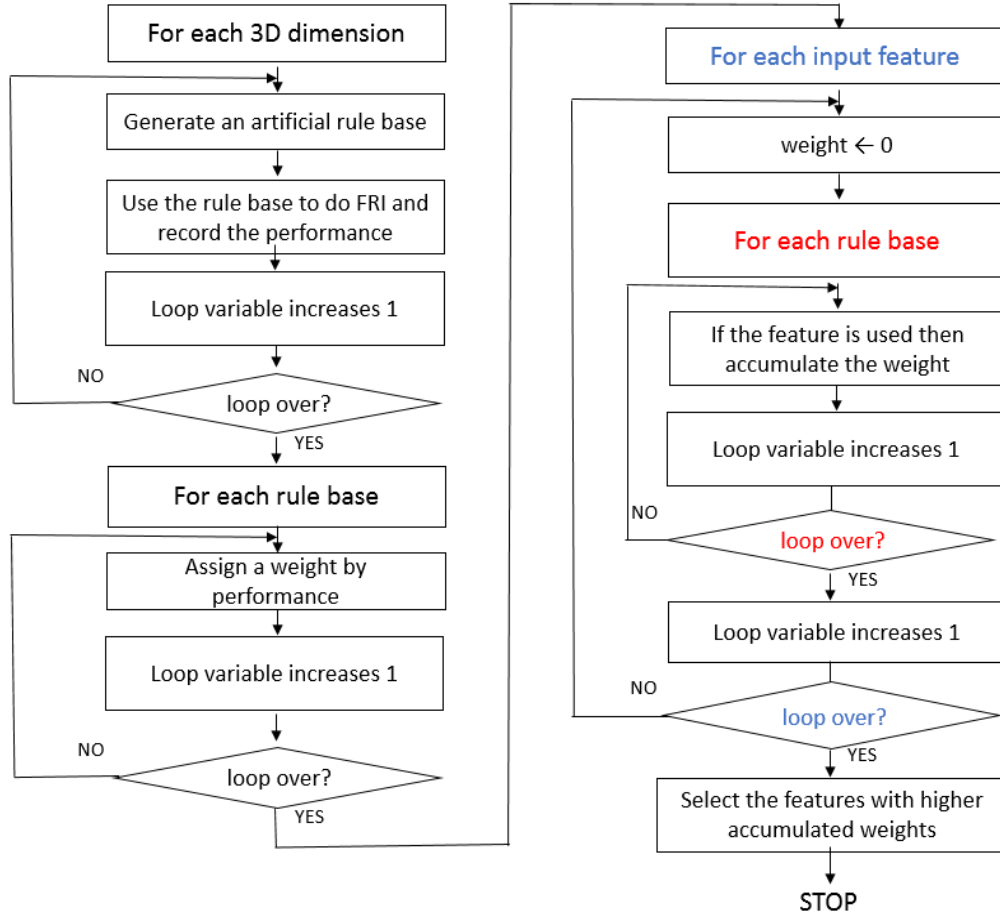 For each 3D dimension
Generate an artificial rule base
Use the rule base to do FRI and
record the performance
Loop variable increases 1
NO
loop over?
YES
For each rule base
Assign a weight by
performance
Loop variable increases 1
NO
loop over?
YES
For each input feature
weight ← 0
For each rule base
If the feature is used then
accumulate the weight
Loop variable increases 1
NO
loop over?
YES
Loop variable increases 1
NO
loop over?
YES
Select the features with higher
accumulated weights
STOP